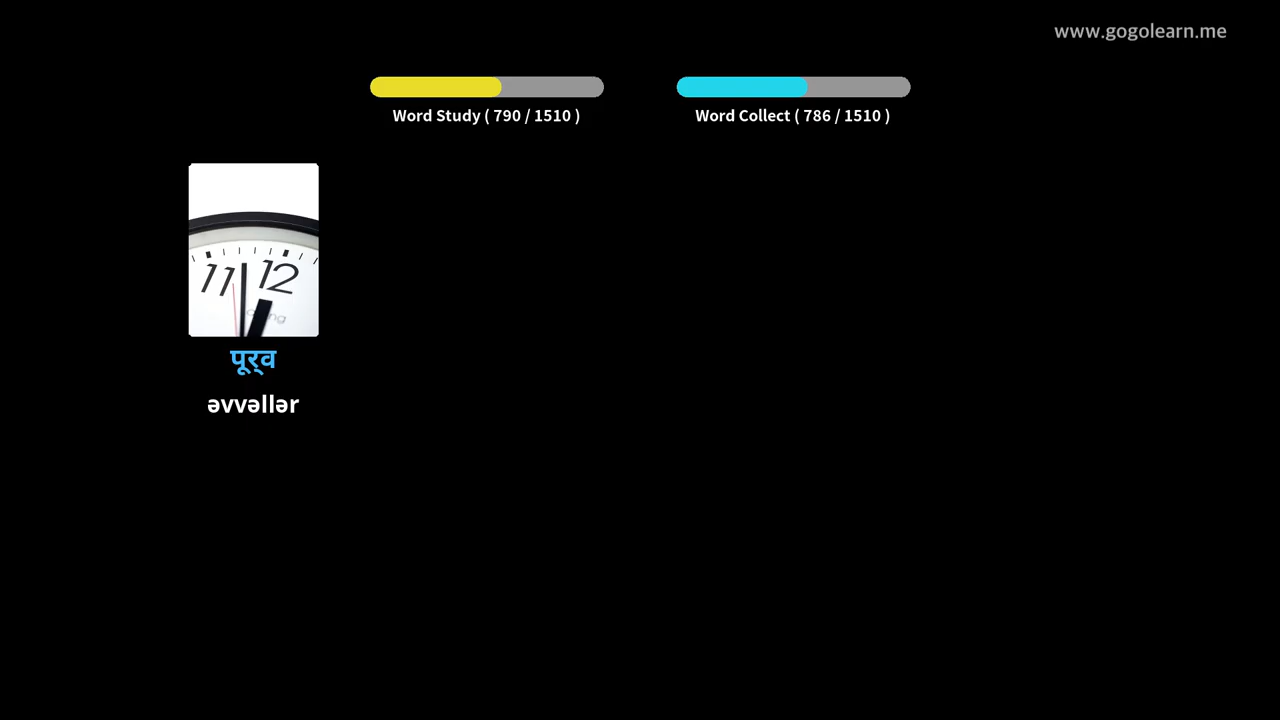 www.gogolearn.me
Word Study ( 790 / 1510 )
Word Collect ( 786 / 1510 )
11 12
पूर्व
əvvəllər